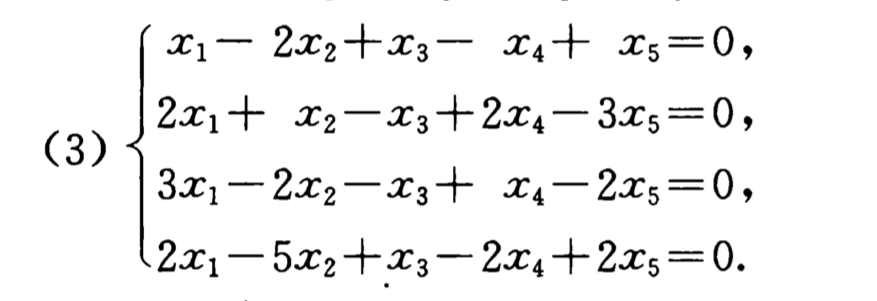 (3)
x₁− 2x₂+x₃− x₄+ x₅=0,
2x₁+ x₂−x₃+2x₄−3x₅=0,
3x₁−2x₂−x₃+ x₄−2x₅=0,
2x₁−5x₂+x₃−2x₄+2x₅=0.